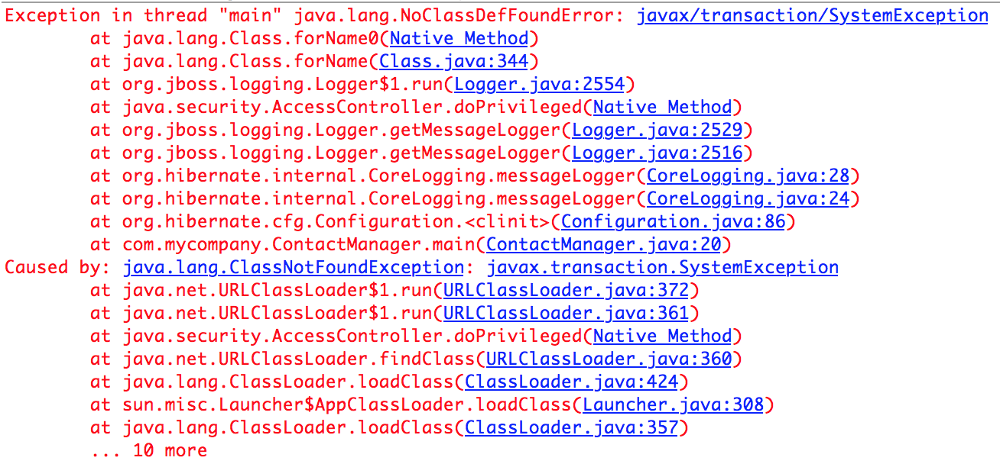 Exception in thread "main" java.lang.NoClassDefFoundError: javax/transaction/SystemException
at java.lang.Class.forName0(Native Method)
at java.lang.Class.forName(Class.java:344)
at org.jboss.logging.Logger$1.run(Logger.java:2554)
at java.security.AccessController.doPrivileged(Native Method)
at org.jboss.logging.Logger.getMessageLogger(Logger.java:2529)
at org.jboss.logging.Logger.getMessageLogger(Logger.java:2516)
at org.hibernate.internal.CoreLogging.messageLogger(CoreLogging.java:28)
at org.hibernate.internal.CoreLogging.messageLogger(CoreLogging.java:24)
at org.hibernate.cfg.Configuration.<clinit>(Configuration.java:86)
at com.mycompany.ContactManager.main(ContactManager.java:20)
Caused by: java.lang.ClassNotFoundException: javax.transaction.SystemException
at java.net.URLClassLoader$1.run(URLClassLoader.java:372)
at java.net.URLClassLoader$1.run(URLClassLoader.java:361)
at java.security.AccessController.doPrivileged(Native Method)
at java.net.URLClassLoader.findClass(URLClassLoader.java:360)
at java.lang.ClassLoader.loadClass(ClassLoader.java:424)
at sun.misc.Launcher$AppClassLoader.loadClass(Launcher.java:308)
at java.lang.ClassLoader.loadClass(ClassLoader.java:357)
... 10 more